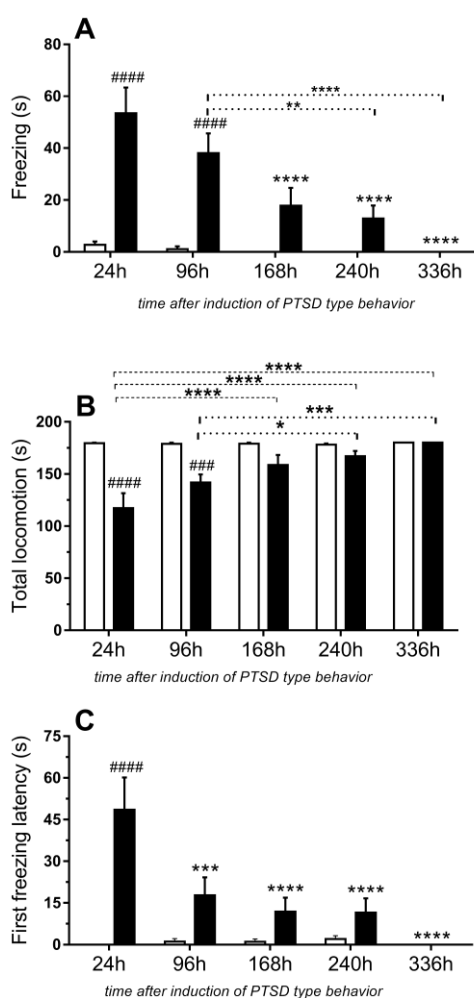 A
Freezing (s)
80
60
40
20
0
####
####
****
**
****
****
****
24h 96h 168h 240h 336h
time after induction of PTSD type behavior
B
Total locomotion (s)
200
150
100
50
0
****
****
****
***
*
####
###
24h 96h 168h 240h 336h
time after induction of PTSD type behavior
C
First freezing latency (s)
75
60
45
30
15
0
####
***
****
****
****
24h 96h 168h 240h 336h
time after induction of PTSD type behavior